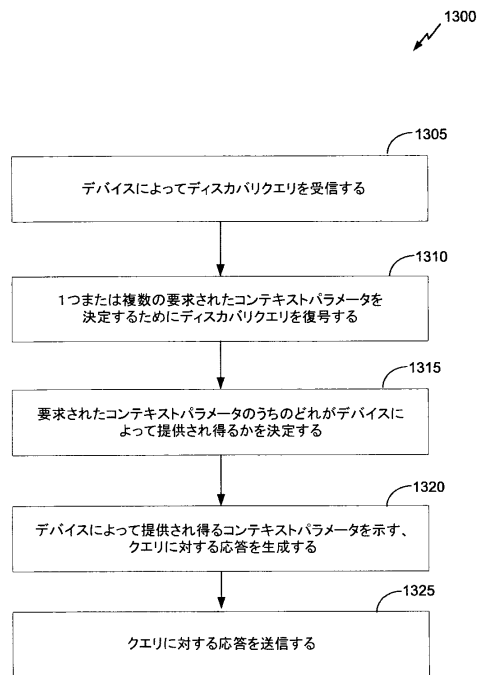 1300
1305
デバイスによってディスカバリクエリを受信する
1310
1つまたは複数の要求されたコンテキストパラメータを
決定するためにディスカバリクエリを復号する
1315
要求されたコンテキストパラメータのうちのどれがデバイスに
よって提供され得るかを決定する
1320
デバイスによって提供され得るコンテキストパラメータを示す、
クエリに対する応答を生成する
1325
クエリに対する応答を送信する